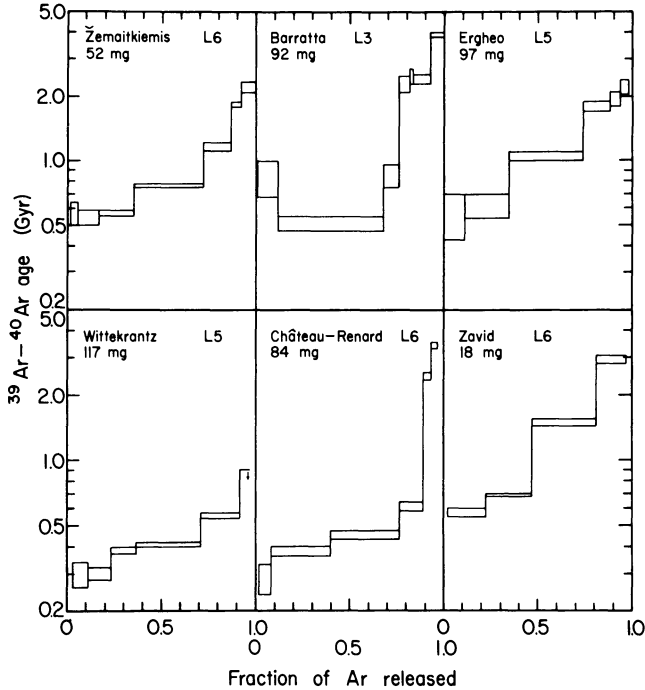 5.0
2.0
1.0
0.5
0.2
Žemaitkiemis L6
52 mg
Barratta L3
92 mg
Ergheo L5
97 mg
5.0
2.0
1.0
0.5
0.2
Wittekrantz L5
117 mg
Château–Renard L6
84 mg
Zavid L6
18 mg
39Ar–40Ar age (Gyr)
0 0.5 1.0
0 0.5 1.0
0 0.5 1.0
Fraction of Ar released